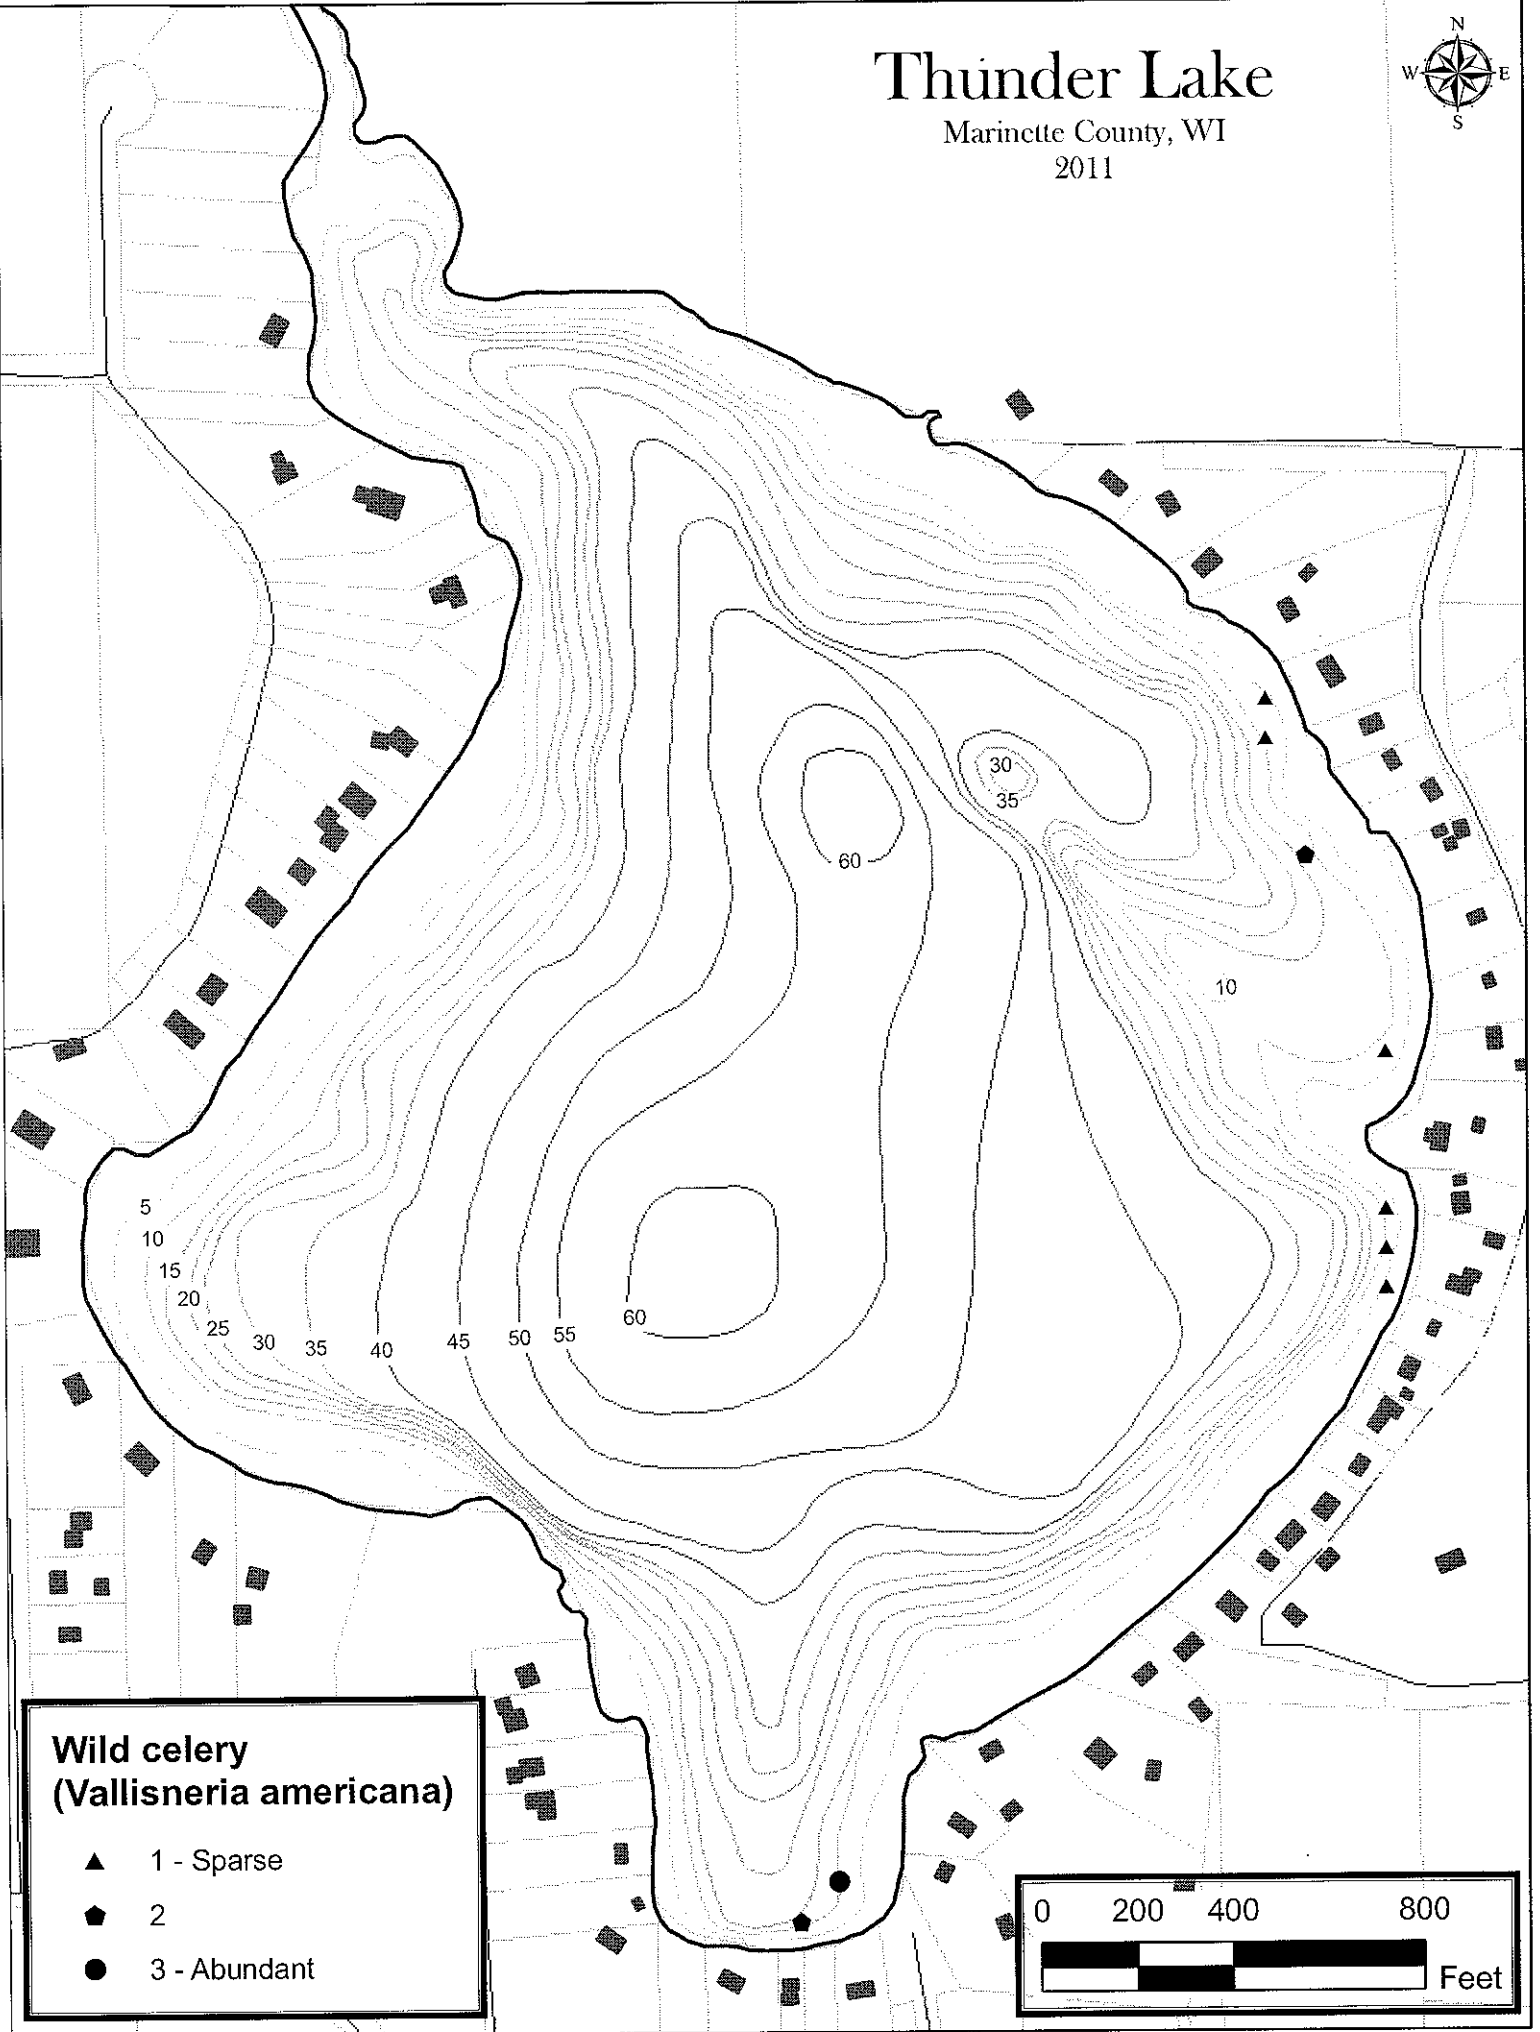 Thunder Lake
Marinette County, WI
2011
N
W E
S
30
35
60
10
5
10
15
20
25
30
35
40
45
50
55
60
Wild celery
(Vallisneria americana)
1 - Sparse
2
3 - Abundant
0 200 400 800
Feet